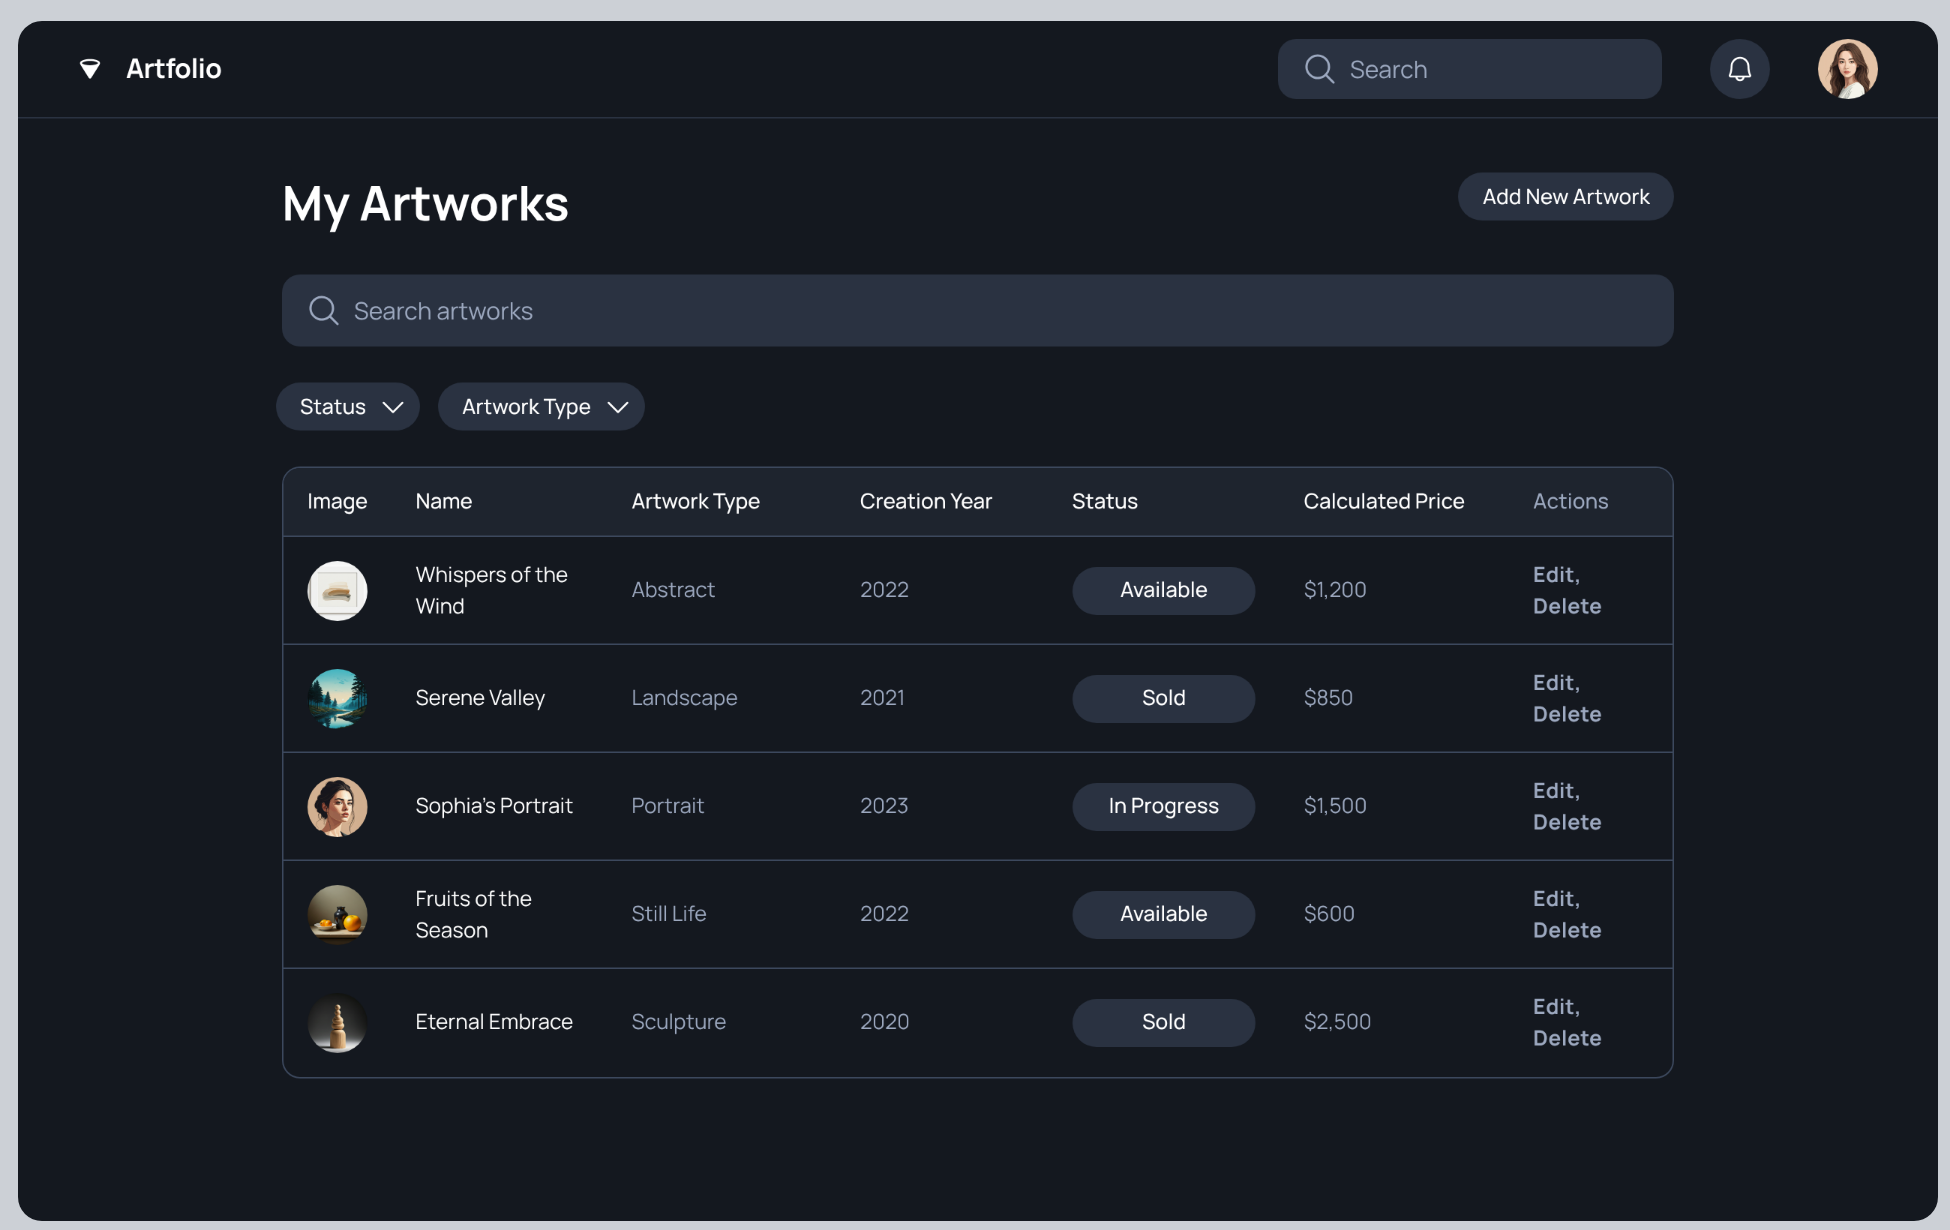 Artfolio
Search
My Artworks
Add New Artwork
Search artworks
Status
Artwork Type
Image Name Artwork Type Creation Year Status Calculated Price Actions
Whispers of the
Wind
Abstract 2022 Available $1,200
Edit,
Delete
Serene Valley Landscape 2021 Sold $850
Edit,
Delete
Sophia's Portrait Portrait 2023 In Progress $1,500
Edit,
Delete
Fruits of the
Season
Still Life 2022 Available $600
Edit,
Delete
Eternal Embrace Sculpture 2020 Sold $2,500
Edit,
Delete